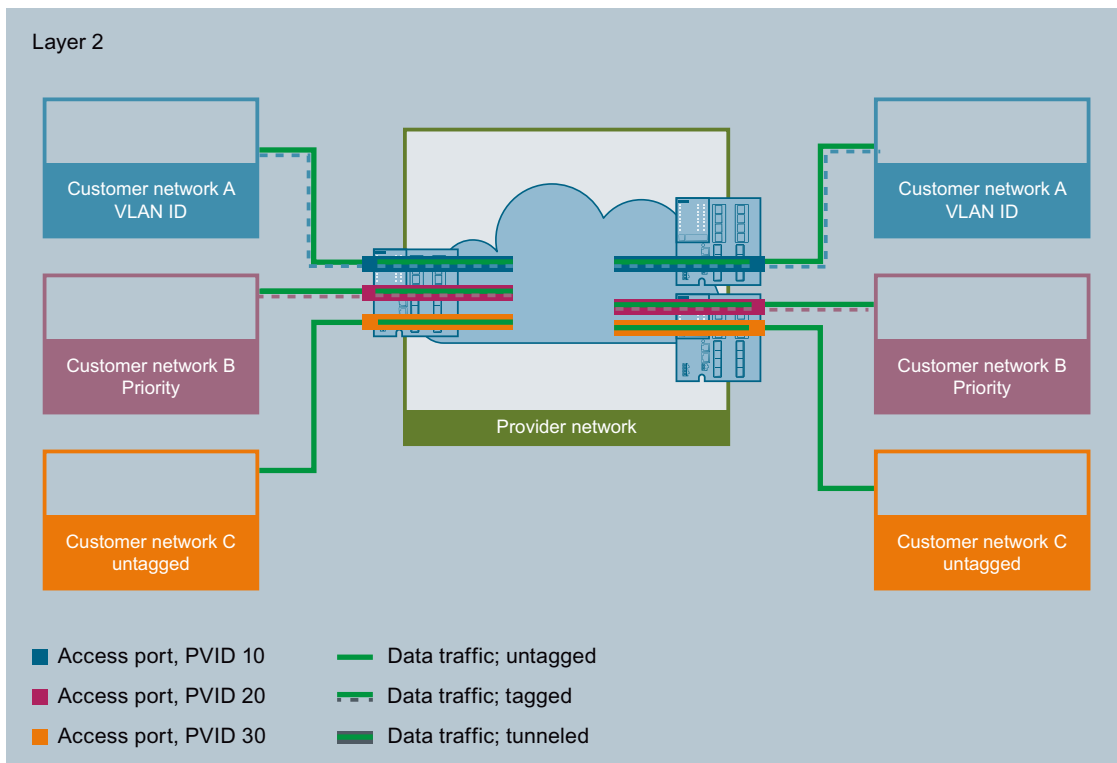 Layer 2
Customer network A
VLAN ID
Customer network A
VLAN ID
Customer network B
Priority
Customer network B
Priority
Provider network
Customer network C
untagged
Customer network C
untagged
Access port, PVID 10
Data traffic; untagged
Access port, PVID 20
Data traffic; tagged
Access port, PVID 30
Data traffic; tunneled